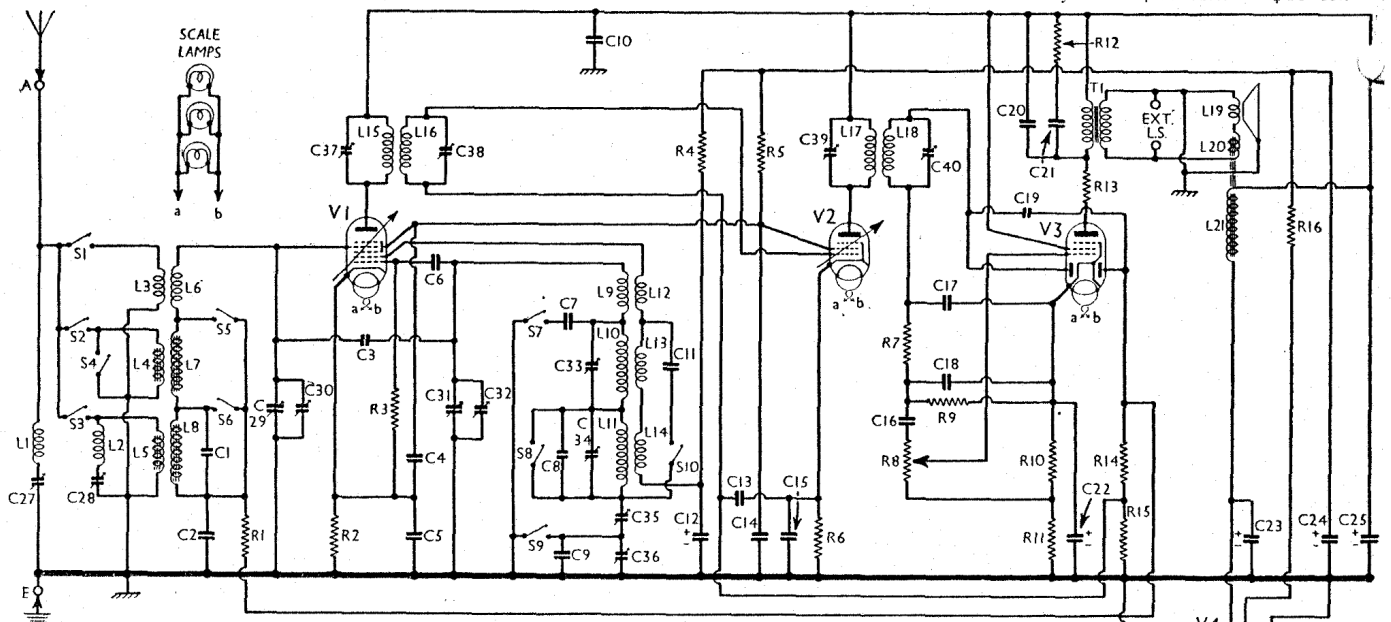 SCALE
LAMPS
a b
A
E
S1
S2
S4
S3
L3
L6
S5
L4
L7
S6
L1
L2
L5
L8
C1
C27
C28
C2
R1
C
29
C30
C3
V1
a b
C37
L15
L16
C38
C10
C6
R3
C31
C32
C4
R2
C5
S7
C7
L9
L12
L10
L13
C11
C33
S8
C8
C
34
L11
L14
S10
C35
S9
C9
C36
R4
R5
C12
+
−
C13
C14
C15
R6
C39
L17
L18
C40
V2
a b
R7
C17
C18
R9
C16
R8
R10
R11
C22
+
−
C19
C20
C21
R12
T1
R13
V3
a b
R14
R15
EXT.
L.S.
L19
L20
L21
R16
C23
+
−
C24
+
−
C25
+
−